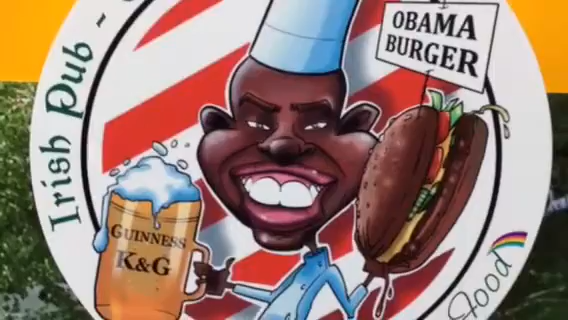 Irish Pub -
OBAMA
BURGER
GUINNESS
K&G
food